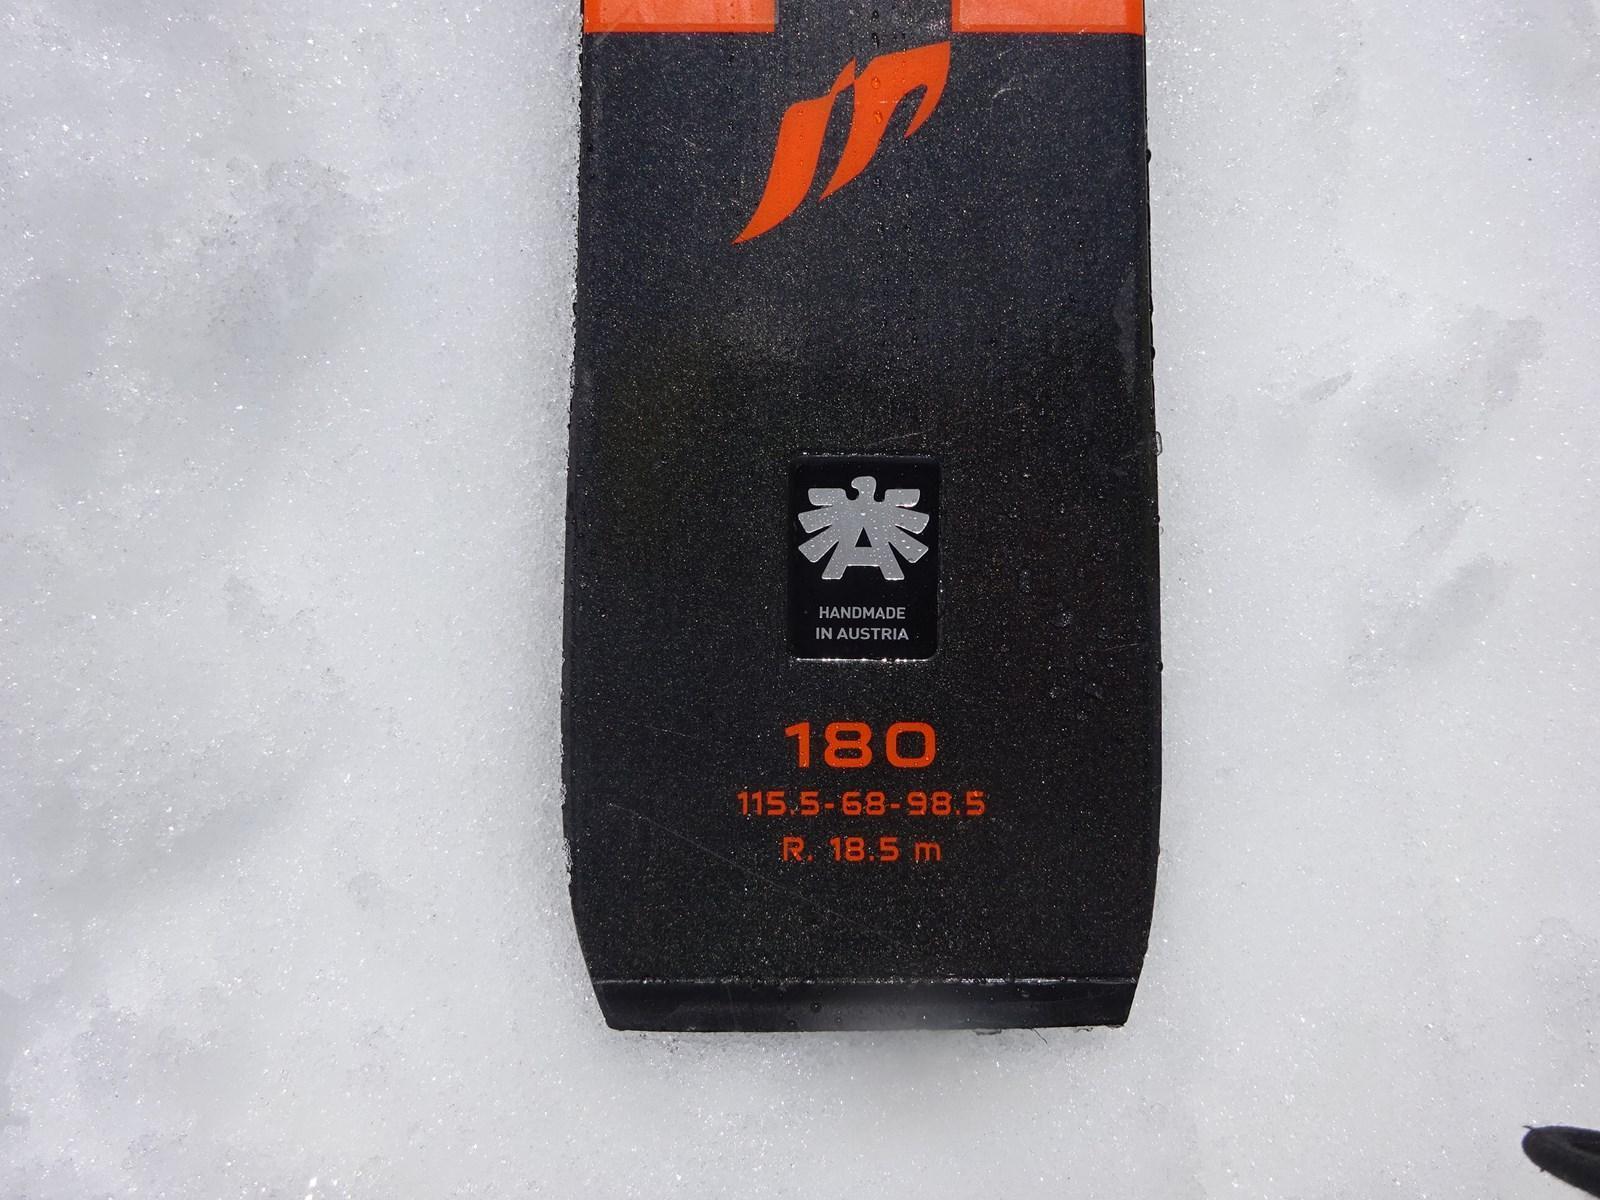 HANDMADE
IN AUSTRIA
180
115.5-68-98.5
R. 18.5 m